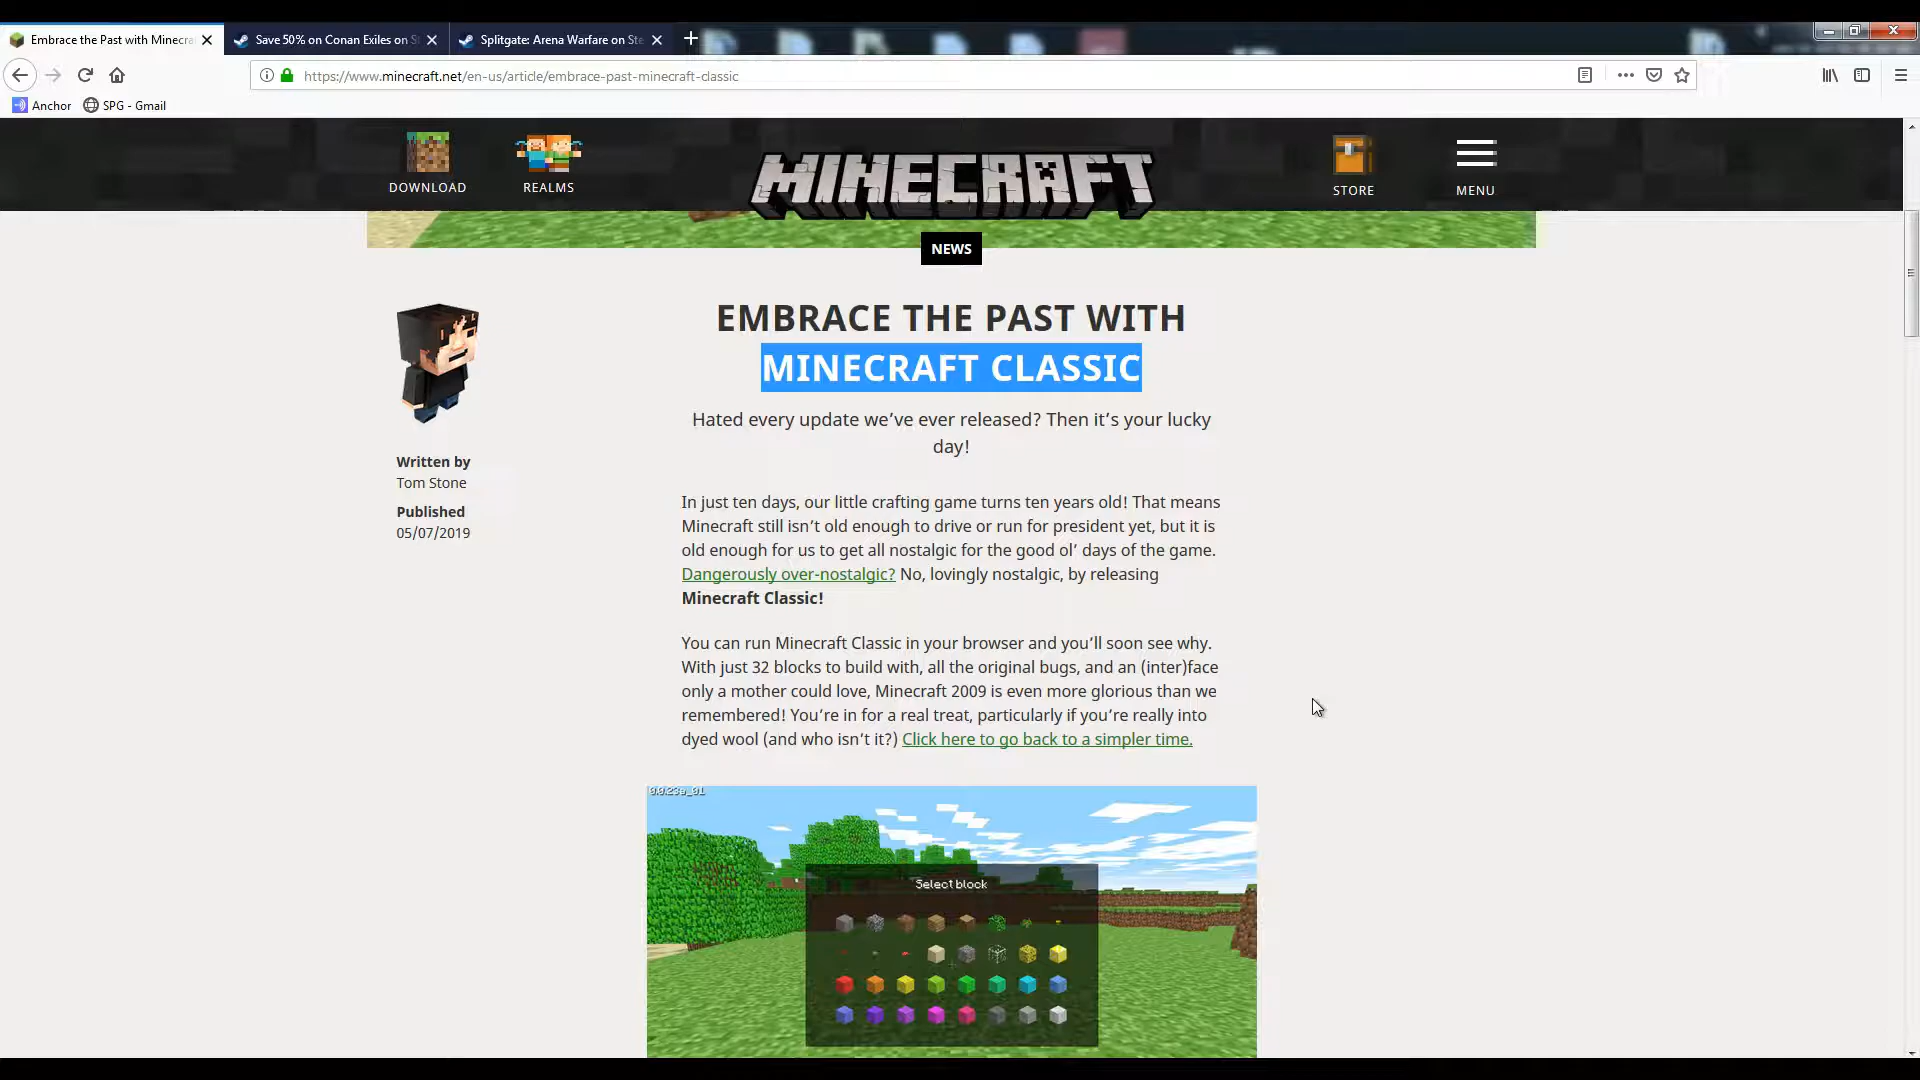 Embrace the Past with Minecra
Save 50% on Conan Exiles on St
Splitgate: Arena Warfare on Ste
https://www.minecraft.net/en-us/article/embrace-past-minecraft-classic
Anchor
SPG - Gmail
DOWNLOAD
REALMS
MINECRAFT
STORE
MENU
NEWS
EMBRACE THE PAST WITH
MINECRAFT CLASSIC
Hated every update we’ve ever released? Then it’s your lucky
day!
Written by
Tom Stone
Published
05/07/2019
In just ten days, our little crafting game turns ten years old! That means
Minecraft still isn’t old enough to drive or run for president yet, but it is
old enough for us to get all nostalgic for the good ol’ days of the game.
Dangerously over-nostalgic? No, lovingly nostalgic, by releasing
Minecraft Classic!
You can run Minecraft Classic in your browser and you’ll soon see why.
With just 32 blocks to build with, all the original bugs, and an (inter)face
only a mother could love, Minecraft 2009 is even more glorious than we
remembered! You’re in for a real treat, particularly if you’re really into
dyed wool (and who isn’t it?) Click here to go back to a simpler time.
0.0.23a_01
Select block